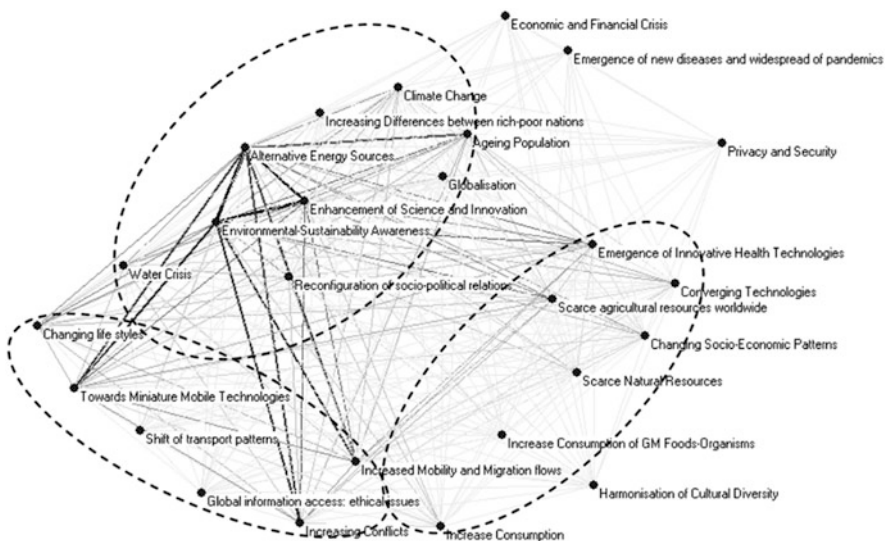 Economic and Financial Crisis
Emergence of new diseases and widespread of pandemics
Climate Change
Increasing Differences between rich-poor nations
Ageing Population
Privacy and Security
Alternative Energy Sources
Globalisation
Enhancement of Science and Innovation
Environmental-Sustainability Awareness
Emergence of Innovative Health Technologies
Water Crisis
Reconfiguration of socio-political relations
Converging Technologies
Scarce agricultural resources worldwide
Changing life styles
Changing Socio-Economic Patterns
Scarce Natural Resources
Towards Miniature Mobile Technologies
Shift of transport patterns
Increase Consumption of GM Foods-Organisms
Increased Mobility and Migration flows
Harmonisation of Cultural Diversity
Global information access: ethical issues
Increasing Conflicts
Increase Consumption